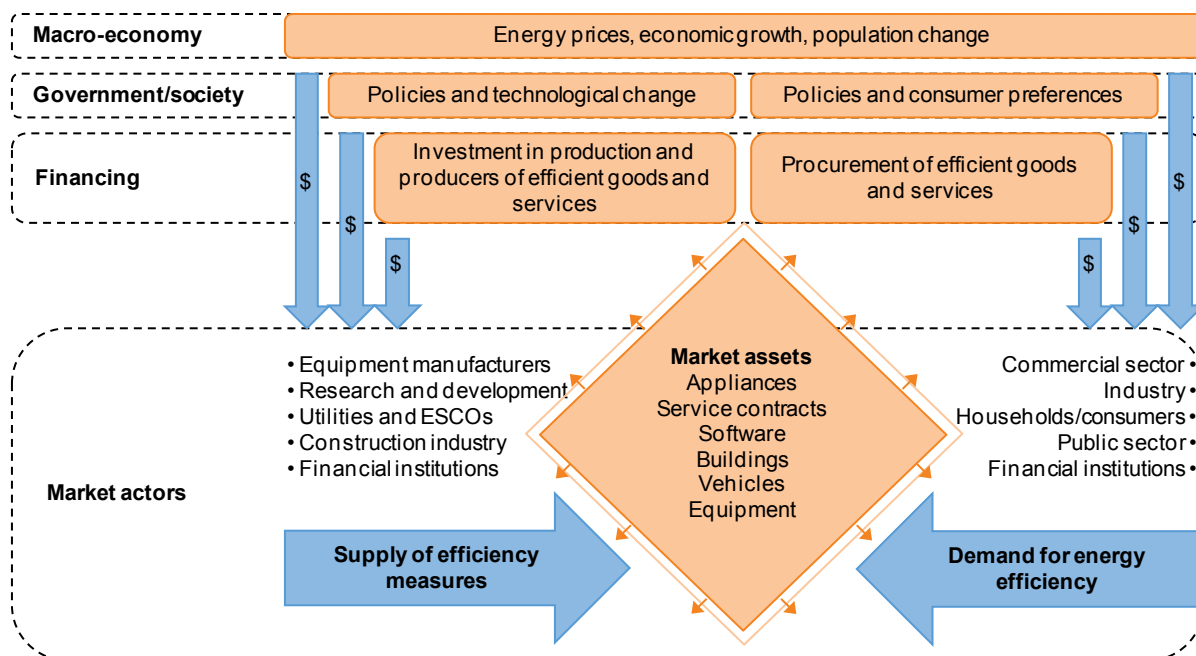 Macro-economy
Energy prices, economic growth, population change
Government/society
Policies and technological change
Policies and consumer preferences
Financing
Investment in production and
producers of efficient goods and
services
Procurement of efficient goods
and services
$
$
$
$
$
$
Market actors
• Equipment manufacturers
• Research and development
• Utilities and ESCOs
• Construction industry
• Financial institutions
Market assets
Appliances
Service contracts
Software
Buildings
Vehicles
Equipment
Commercial sector •
Industry •
Households/consumers •
Public sector •
Financial institutions •
Supply of efficiency
measures
Demand for energy
efficiency